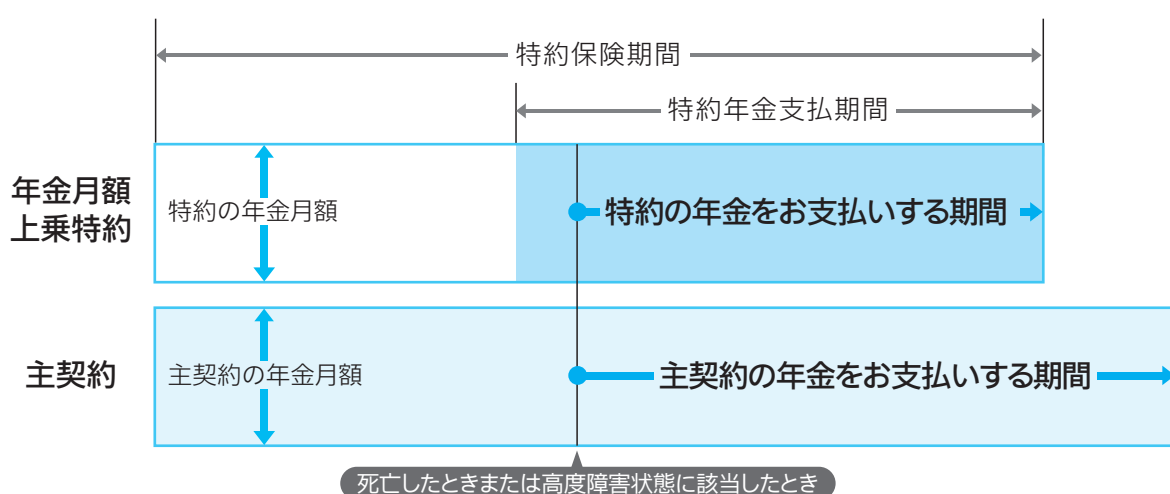 特約保険期間
特約年金支払期間
年金月額
上乗特約
特約の年金月額
特約の年金をお支払いする期間
主契約
主契約の年金月額
主契約の年金をお支払いする期間
死亡したときまたは高度障害状態に該当したとき